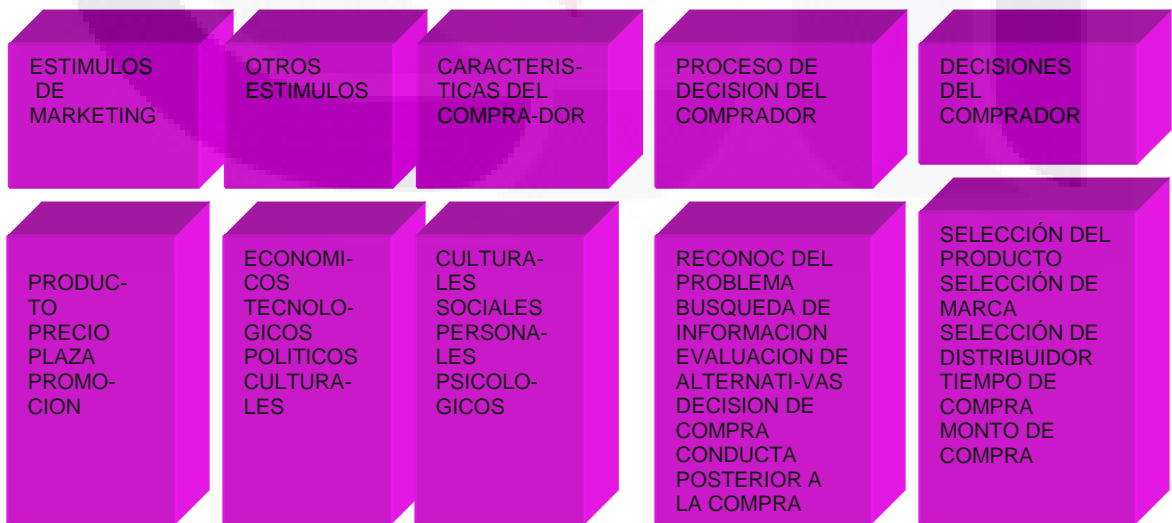 ESTIMULOS
DE
MARKETING
OTROS
ESTIMULOS
CARACTERIS-
TICAS DEL
COMPRA-DOR
PROCESO DE
DECISION DEL
COMPRADOR
DECISIONES
DEL
COMPRADOR
PRODUC-
TO
PRECIO
PLAZA
PROMO-
CION
ECONOMI-
COS
TECNOLO-
GICOS
POLITICOS
CULTURA-
LES
CULTURA-
LES
SOCIALES
PERSONA-
LES
PSICOLO-
GICOS
RECONOC DEL
PROBLEMA
BUSQUEDA DE
INFORMACION
EVALUACION DE
ALTERNATI-VAS
DECISION DE
COMPRA
CONDUCTA
POSTERIOR A
LA COMPRA
SELECCIÓN DEL
PRODUCTO
SELECCIÓN DE
MARCA
SELECCIÓN DE
DISTRIBUIDOR
TIEMPO DE
COMPRA
MONTO DE
COMPRA